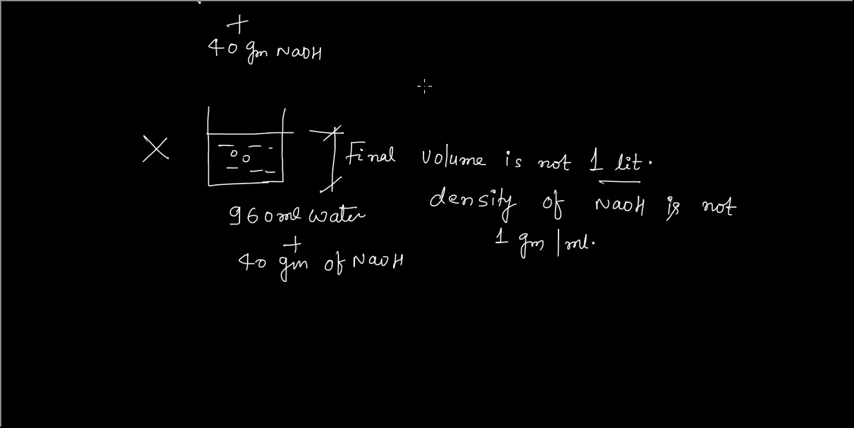 +
40 gm NaOH
X
Final volume is not 1 lit.
density of NaOH is not
1 gm/ml.
960ml water
+
40 gm of NaOH